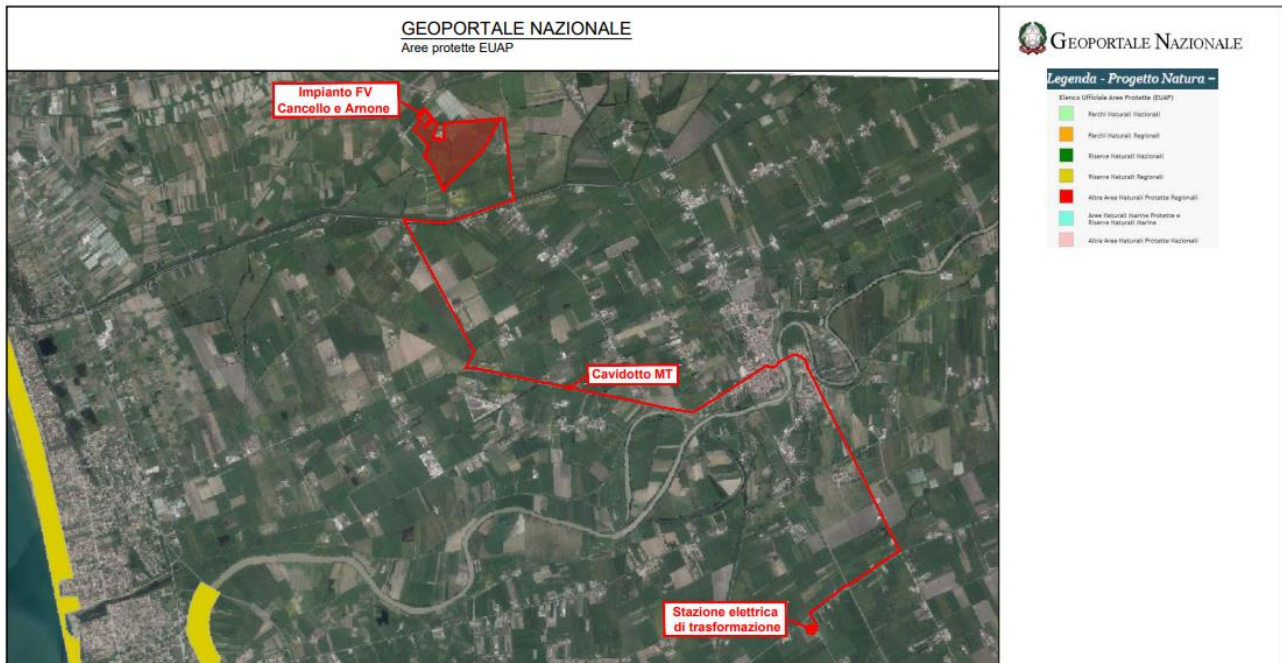 GEOPORTALE NAZIONALE
Aree protette EUAP
GEOPORTALE NAZIONALE
Legenda - Progetto Natura –
Elenco Ufficiale Aree Protette (EUAP)
Parchi Naturali Nazionali
Parchi Naturali Regionali
Riserve Naturali Nazionali
Riserve Naturali Regionali
Altre Aree Naturali Protette Regionali
Aree Naturali Marine Protette e
Riserve Naturali Marine
Altre Aree Naturali Protette Nazionali
Impianto FV
Cancello e Arnone
Cavidotto MT
Stazione elettrica
di trasformazione